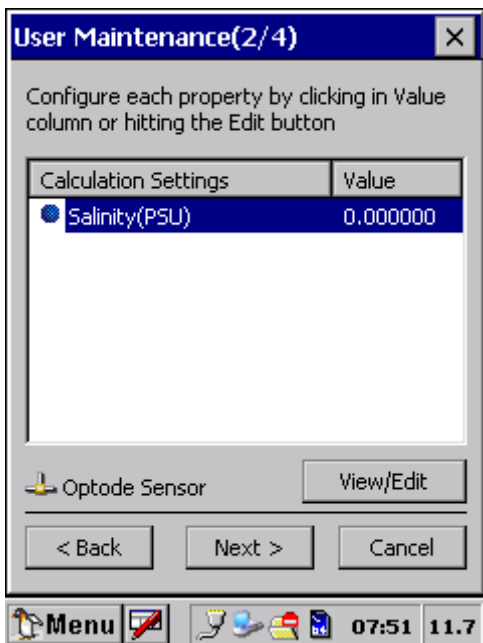 User Maintenance(2/4)
Configure each property by clicking in Value
column or hitting the Edit button
Calculation Settings Value
Salinity(PSU) 0.000000
Optode Sensor View/Edit
< Back Next > Cancel
Menu 07:51 11.7